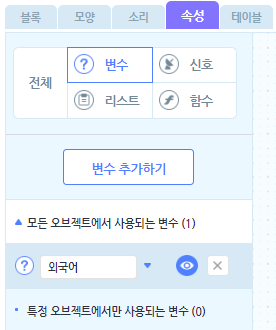 블록 모양 소리 속성 테이블
전체 변수 신호
리스트 함수
변수 추가하기
모든 오브젝트에서 사용되는 변수 (1)
외국어
특정 오브젝트에서만 사용되는 변수 (0)